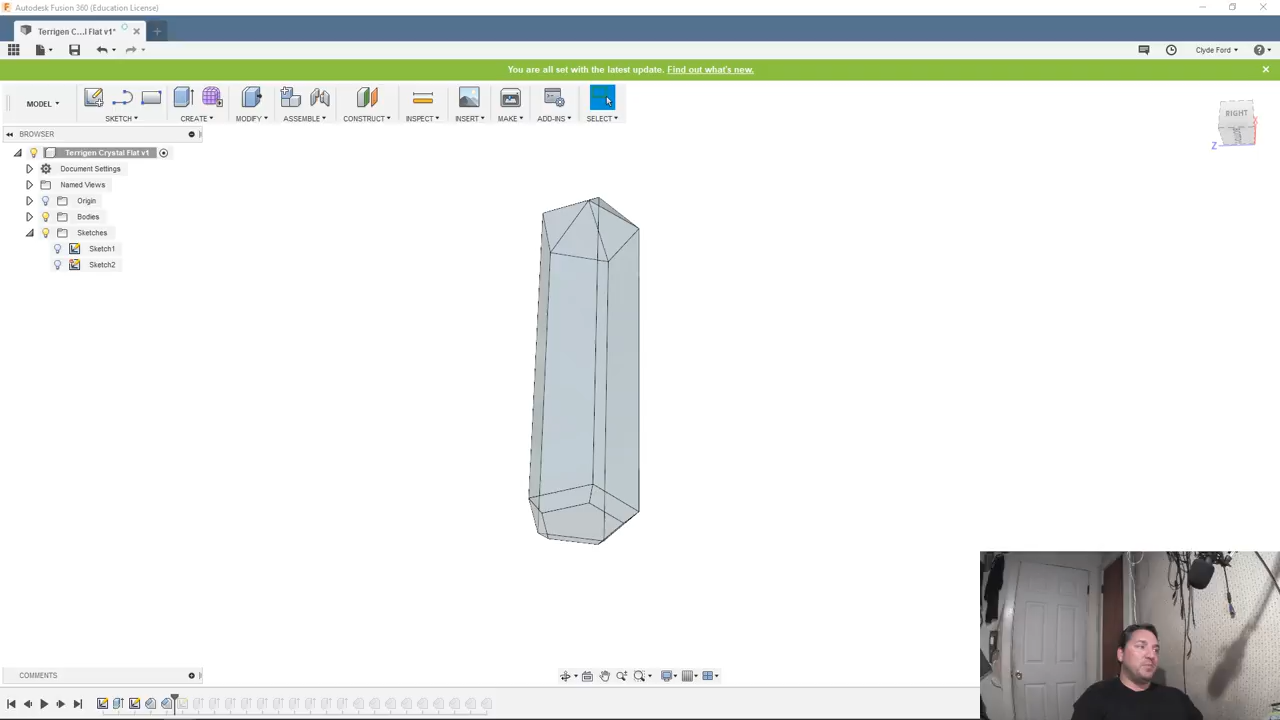 Autodesk Fusion 360 (Education License)
Terrigen C...l Flat v1*
Clyde Ford
You are all set with the latest update. Find out what's new.
MODEL
SKETCH
CREATE
MODIFY
ASSEMBLE
CONSTRUCT
INSPECT
INSERT
MAKE
ADD-INS
SELECT
RIGHT
Z
BROWSER
Terrigen Crystal Flat v1
Document Settings
Named Views
Origin
Bodies
Sketches
Sketch1
Sketch2
COMMENTS